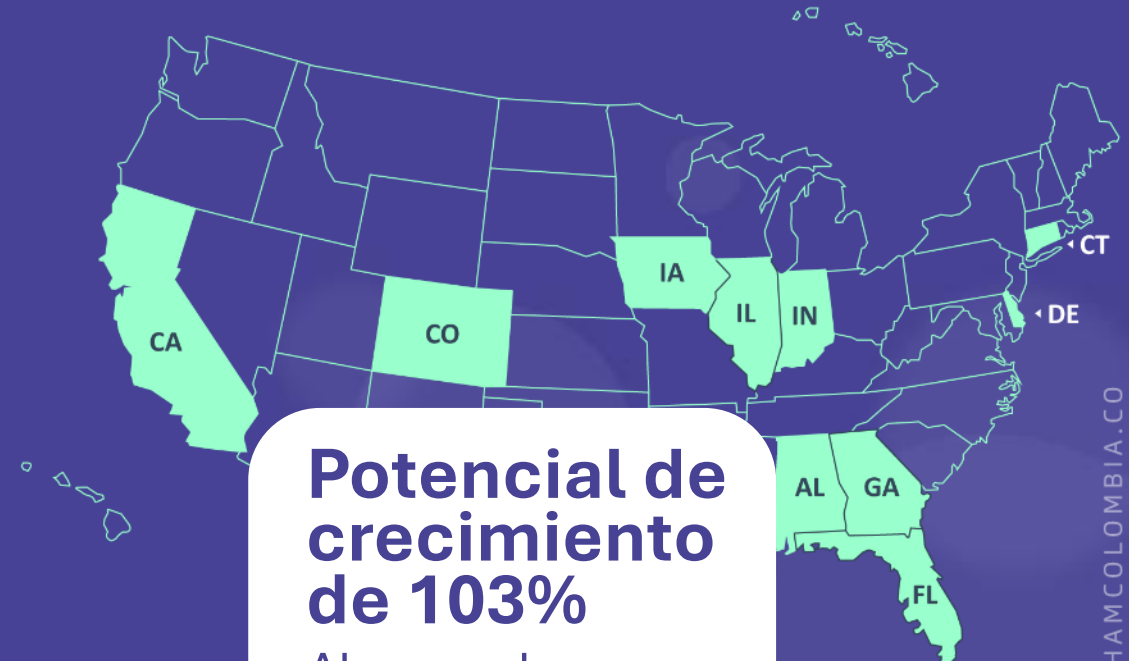 CT
IA
IL
IN
DE
CO
CA
Potencial de
crecimiento
de 103%
AL
GA
FL
HAMCOLOMBIA.CO